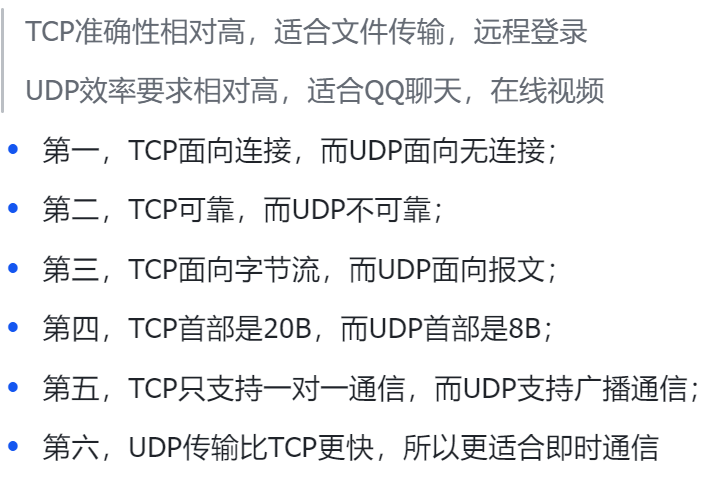 TCP准确性相对高，适合文件传输，远程登录
UDP效率要求相对高，适合QQ聊天，在线视频
第一，TCP面向连接，而UDP面向无连接；
第二，TCP可靠，而UDP不可靠；
第三，TCP面向字节流，而UDP面向报文；
第四，TCP首部是20B，而UDP首部是8B；
第五，TCP只支持一对一通信，而UDP支持广播通信；
第六，UDP传输比TCP更快，所以更适合即时通信